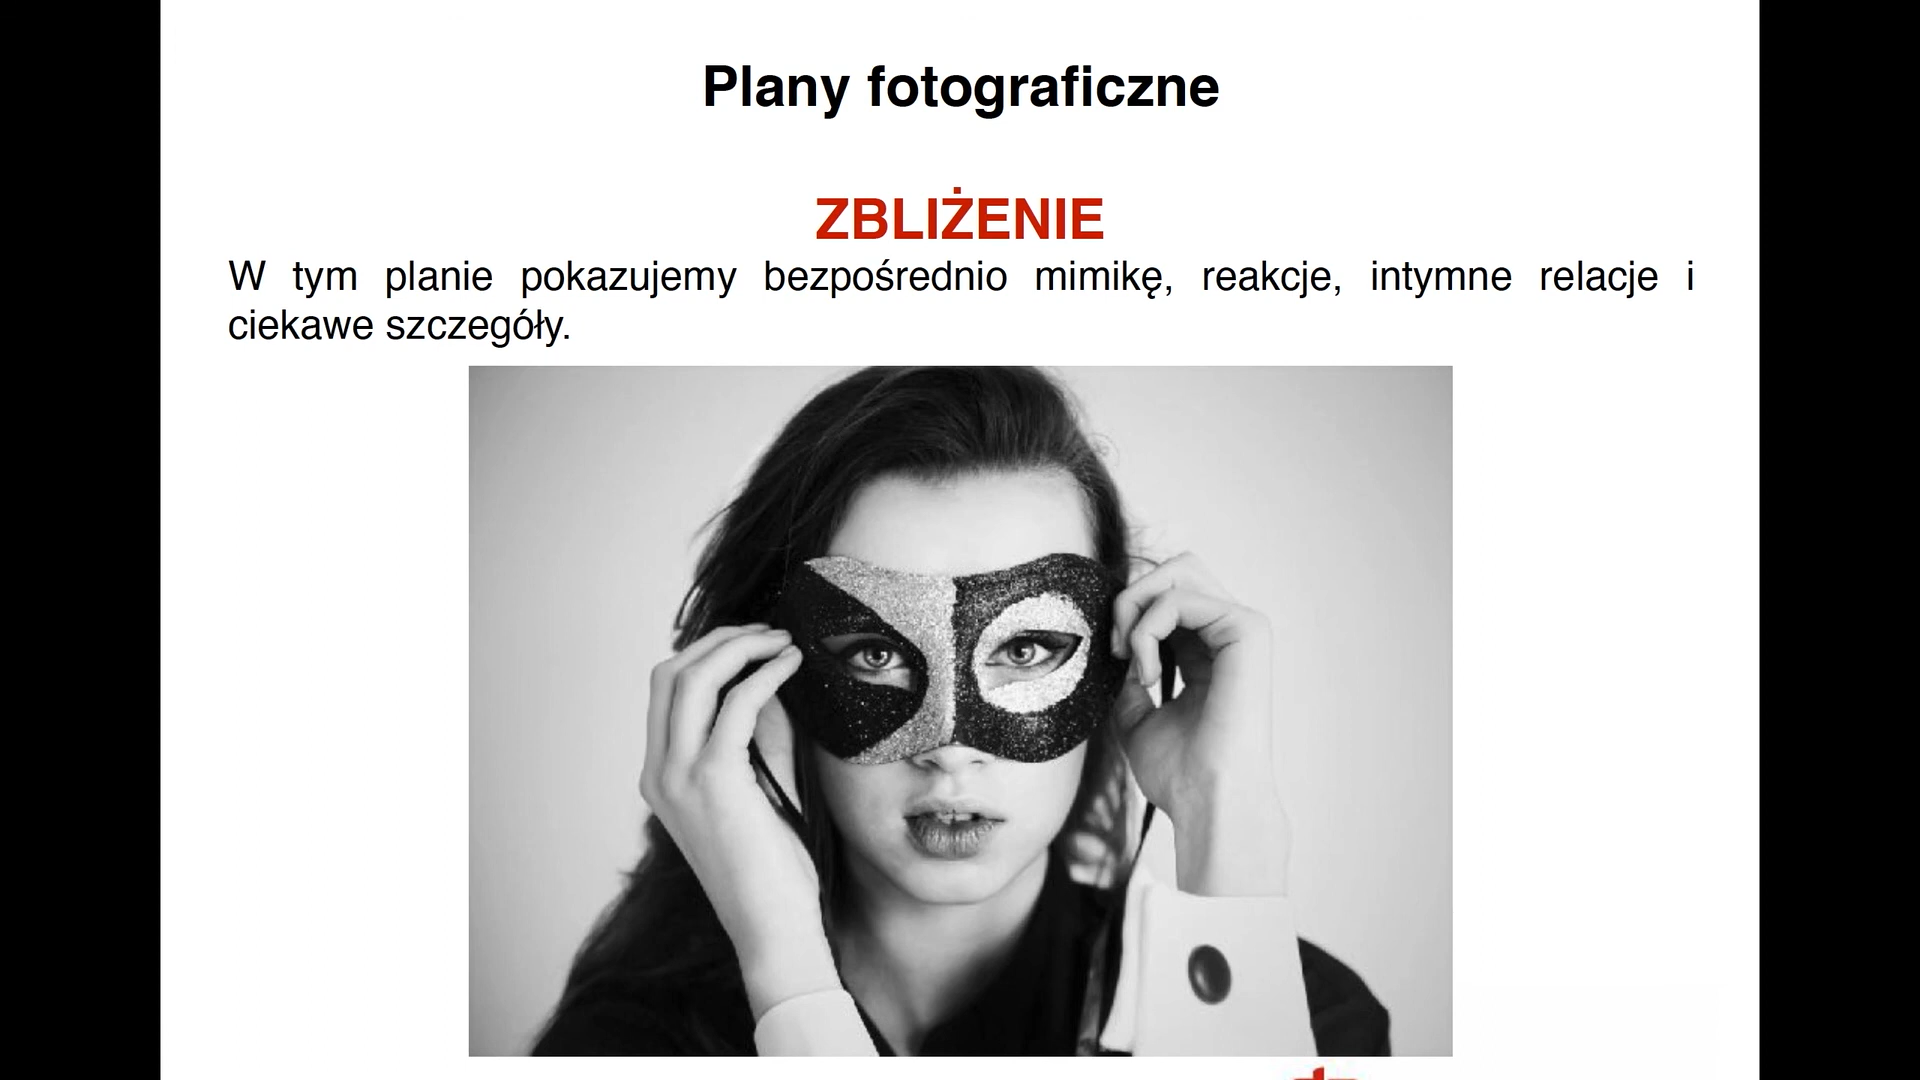 Plany fotograficzne
ZBLIŻENIE
W tym planie pokazujemy bezpośrednio mimikę, reakcje, intymne relacje i
ciekawe szczegóły.